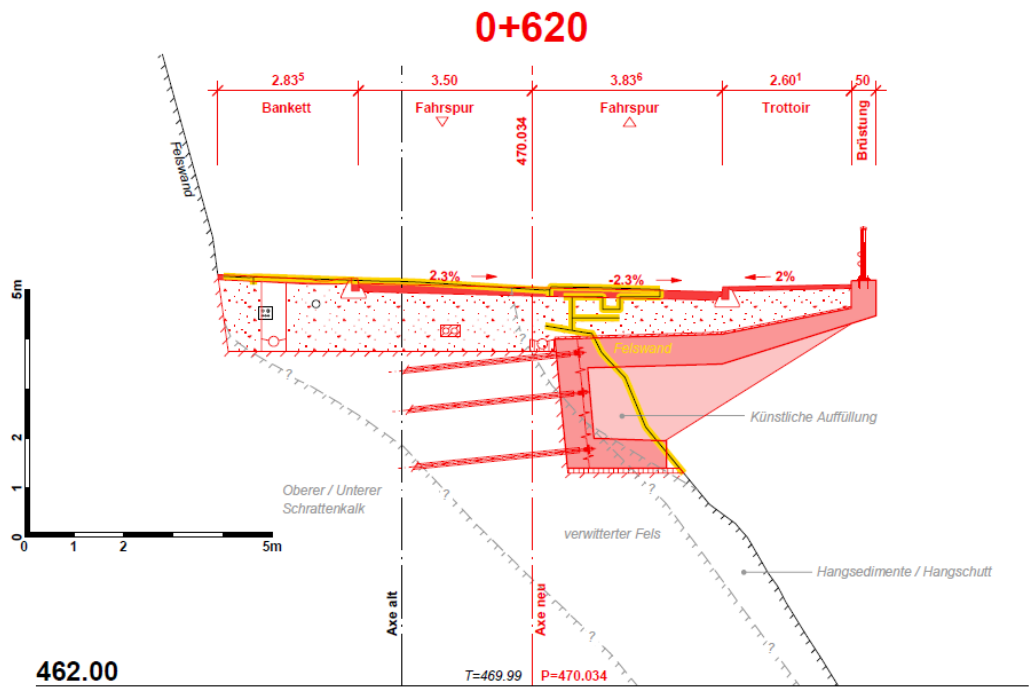 0+620
2.83⁵ 3.50 3.83⁶ 2.60¹ 50
Bankett Fahrspur Fahrspur Trottoir
Brüstung
470.034
Felswand
2.3% -2.3% 2%
5m
2
1
0
0 1 2 5m
Felswand
Künstliche Auffüllung
Oberer / Unterer
Schrattenkalk
verwitterter Fels
Hangsedimente / Hangschutt
?
?
?
?
?
?
Axe alt
Axe neu
462.00
T=469.99 P=470.034